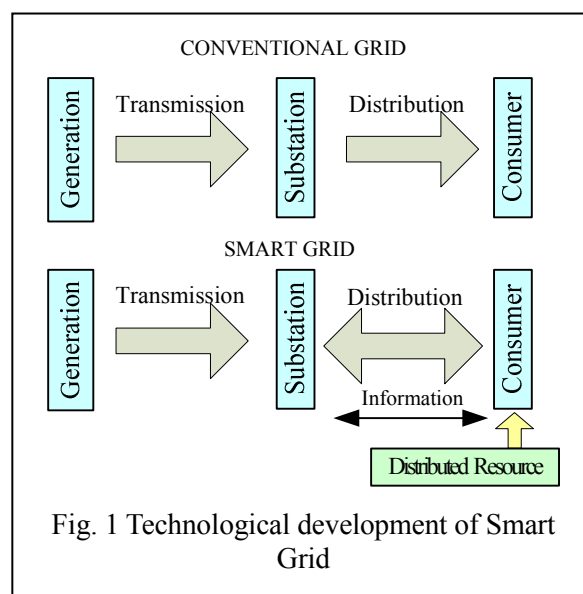 CONVENTIONAL GRID
Generation
Transmission
Substation
Distribution
Consumer
SMART GRID
Generation
Transmission
Substation
Distribution
Consumer
Information
Distributed Resource
Fig. 1 Technological development of Smart
Grid